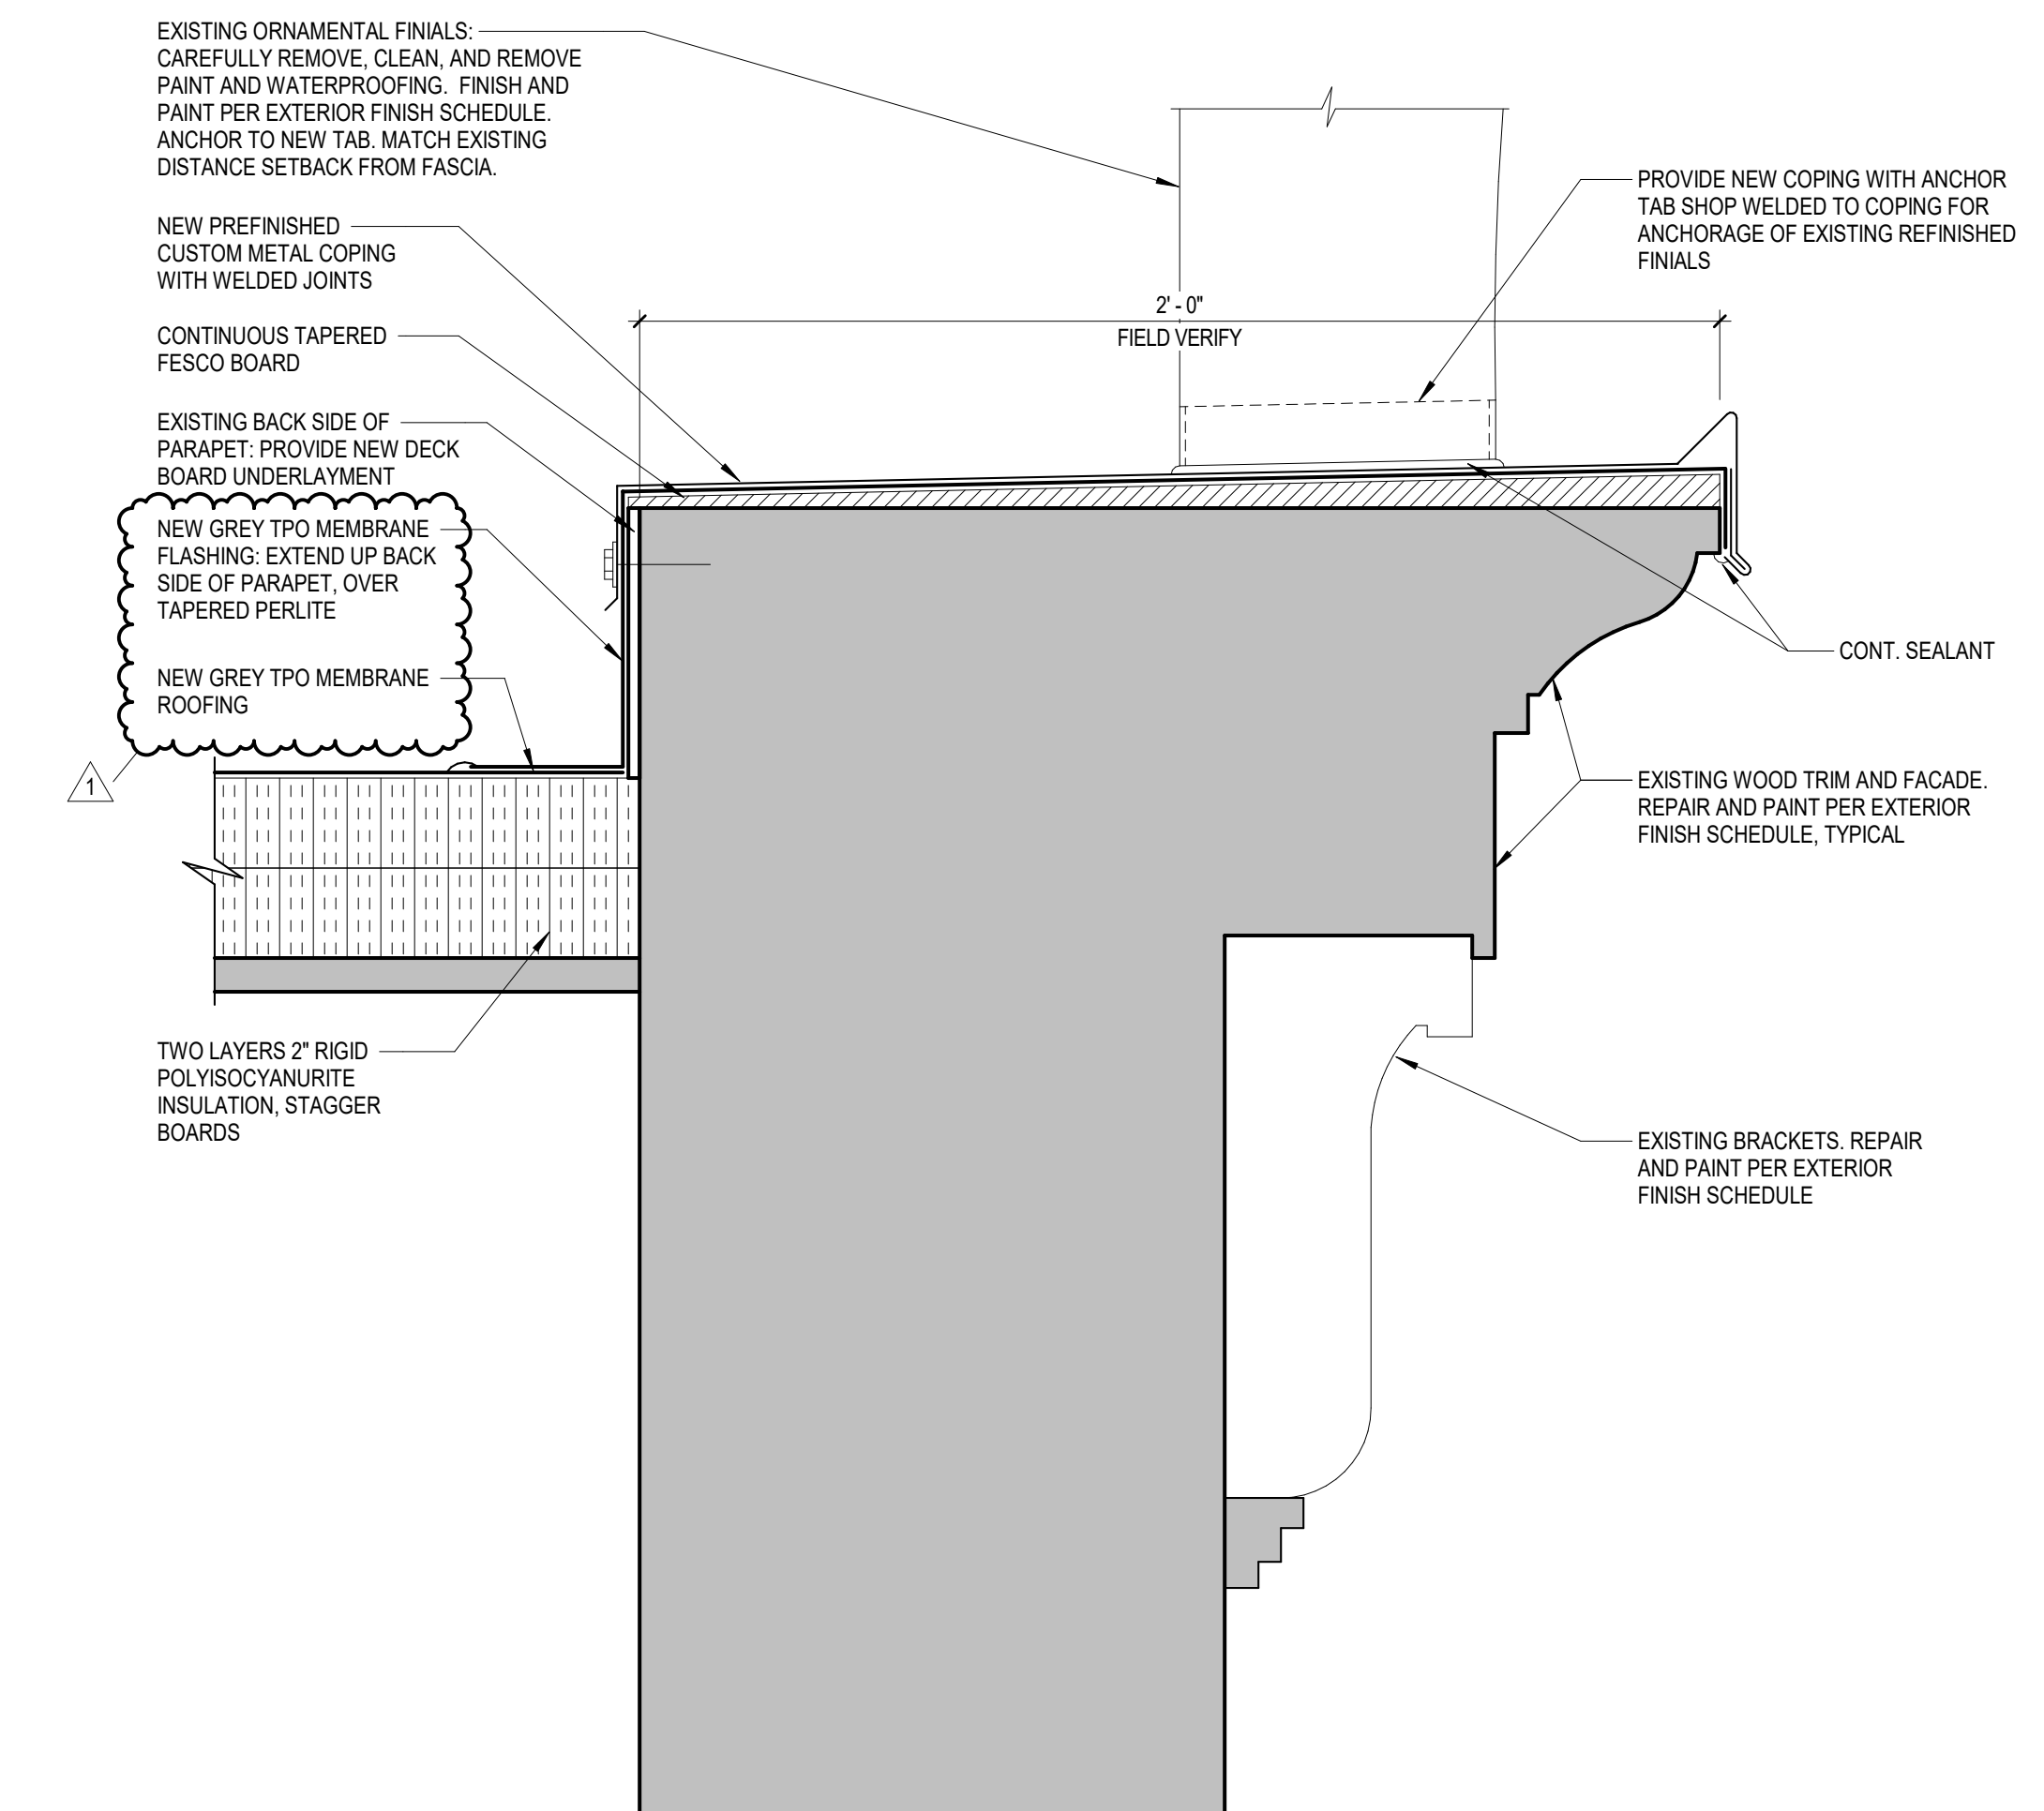 EXISTING ORNAMENTAL FINIALS:
CAREFULLY REMOVE, CLEAN, AND REMOVE
PAINT AND WATERPROOFING. FINISH AND
PAINT PER EXTERIOR FINISH SCHEDULE.
ANCHOR TO NEW TAB. MATCH EXISTING
DISTANCE SETBACK FROM FASCIA.
NEW PREFINISHED
CUSTOM METAL COPING
WITH WELDED JOINTS
CONTINUOUS TAPERED
FESCO BOARD
EXISTING BACK SIDE OF
PARAPET: PROVIDE NEW DECK
BOARD UNDERLAYMENT
NEW GREY TPO MEMBRANE
FLASHING: EXTEND UP BACK
SIDE OF PARAPET, OVER
TAPERED PERLITE
NEW GREY TPO MEMBRANE
ROOFING
1
TWO LAYERS 2" RIGID
POLYISOCYANURITE
INSULATION, STAGGER
BOARDS
2' - 0"
FIELD VERIFY
PROVIDE NEW COPING WITH ANCHOR
TAB SHOP WELDED TO COPING FOR
ANCHORAGE OF EXISTING REFINISHED
FINIALS
CONT. SEALANT
EXISTING WOOD TRIM AND FACADE.
REPAIR AND PAINT PER EXTERIOR
FINISH SCHEDULE, TYPICAL
EXISTING BRACKETS. REPAIR
AND PAINT PER EXTERIOR
FINISH SCHEDULE